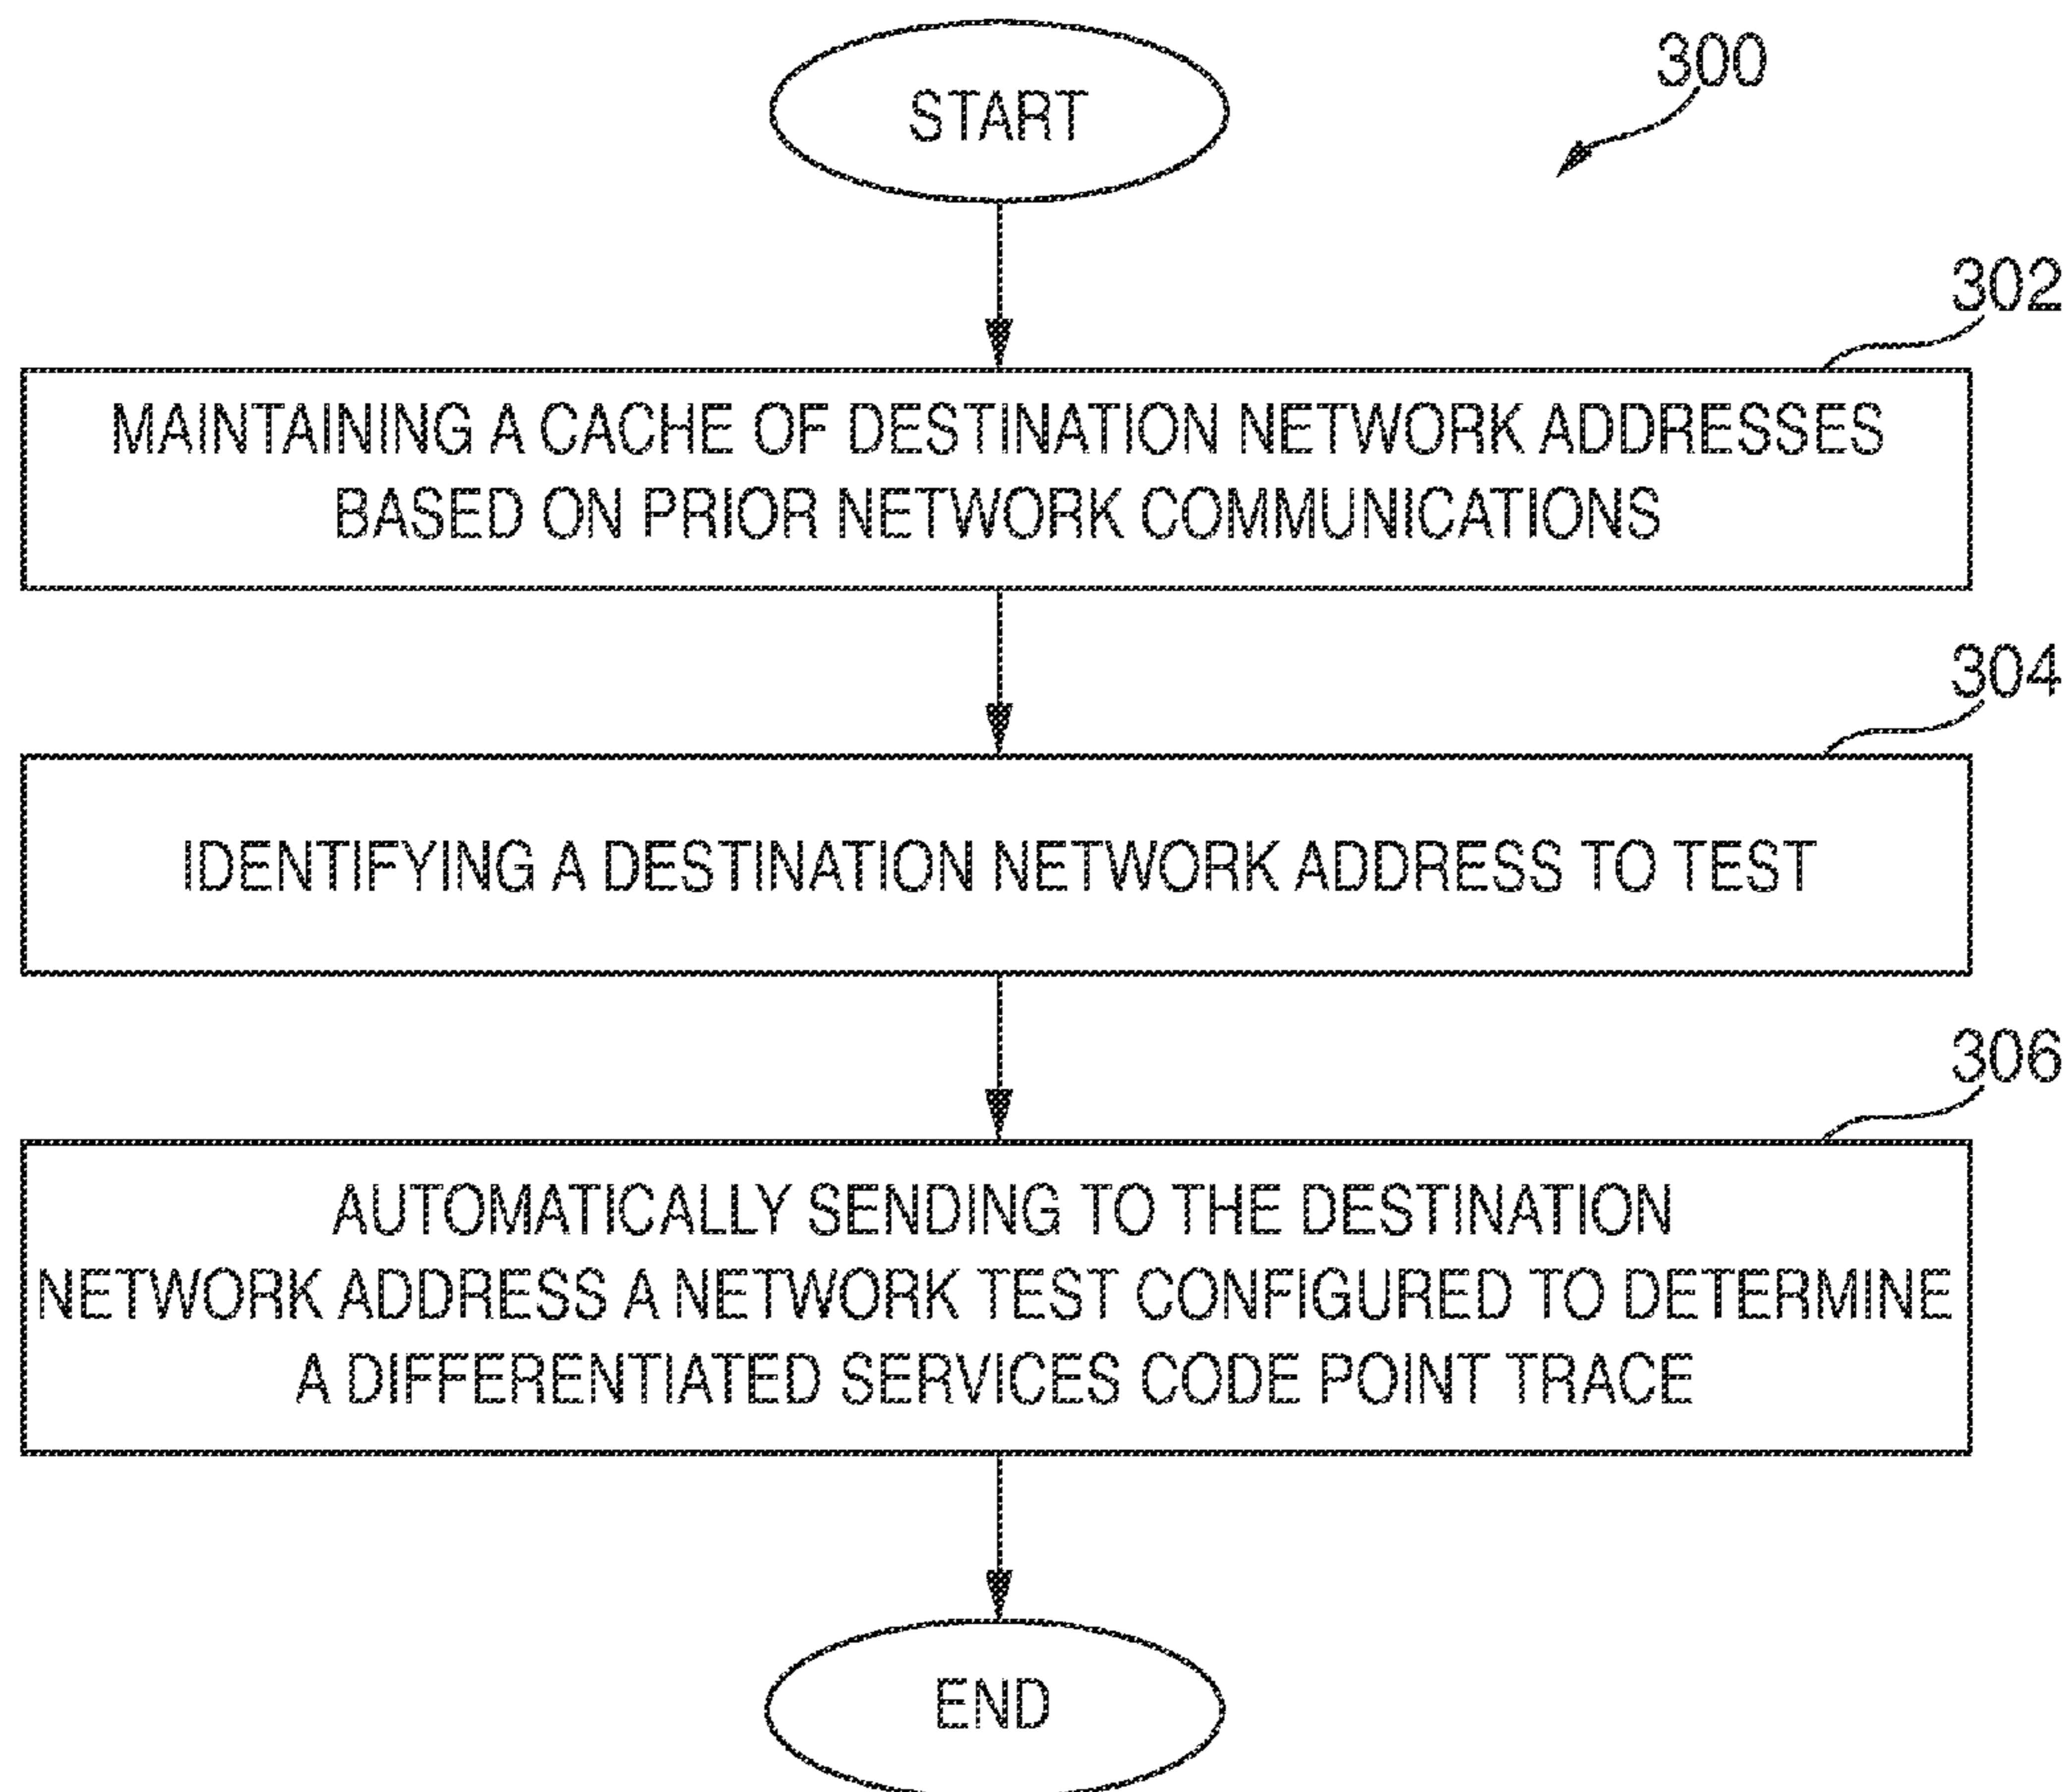 START
300
302
MAINTAINING A CACHE OF DESTINATION NETWORK ADDRESSES
BASED ON PRIOR NETWORK COMMUNICATIONS
304
IDENTIFYING A DESTINATION NETWORK ADDRESS TO TEST
306
AUTOMATICALLY SENDING TO THE DESTINATION
NETWORK ADDRESS A NETWORK TEST CONFIGURED TO DETERMINE
A DIFFERENTIATED SERVICES CODE POINT TRACE
END